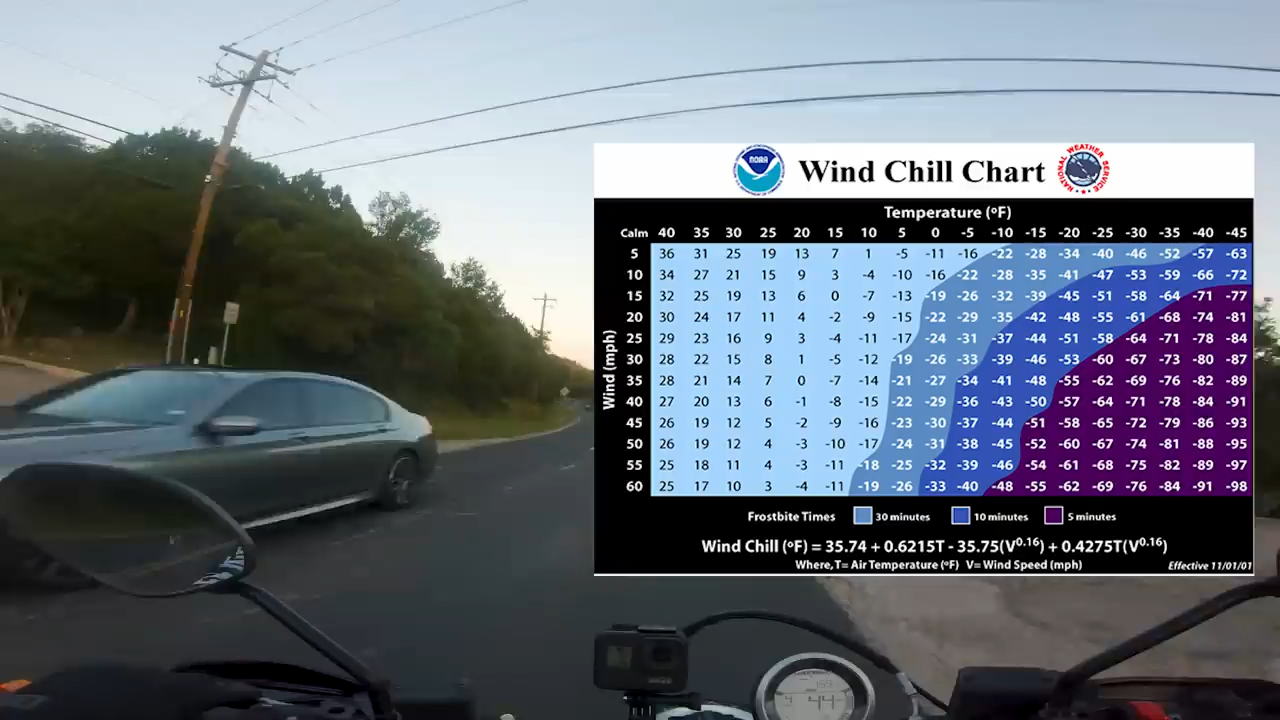 NOAA
Wind Chill Chart
NATIONAL WEATHER SERVICE
Temperature (ºF)
Calm 40 35 30 25 20 15 10 5 0 -5 -10 -15 -20 -25 -30 -35 -40 -45
5 36 31 25 19 13 7 1 -5 -11 -16 -22 -28 -34 -40 -46 -52 -57 -63
10 34 27 21 15 9 3 -4 -10 -16 -22 -28 -35 -41 -47 -53 -59 -66 -72
15 32 25 19 13 6 0 -7 -13 -19 -26 -32 -39 -45 -51 -58 -64 -71 -77
20 30 24 17 11 4 -2 -9 -15 -22 -29 -35 -42 -48 -55 -61 -68 -74 -81
25 29 23 16 9 3 -4 -11 -17 -24 -31 -37 -44 -51 -58 -64 -71 -78 -84
30 28 22 15 8 1 -5 -12 -19 -26 -33 -39 -46 -53 -60 -67 -73 -80 -87
35 28 21 14 7 0 -7 -14 -21 -27 -34 -41 -48 -55 -62 -69 -76 -82 -89
40 27 20 13 6 -1 -8 -15 -22 -29 -36 -43 -50 -57 -64 -71 -78 -84 -91
45 26 19 12 5 -2 -9 -16 -23 -30 -37 -44 -51 -58 -65 -72 -79 -86 -93
50 26 19 12 4 -3 -10 -17 -24 -31 -38 -45 -52 -60 -67 -74 -81 -88 -95
55 25 18 11 4 -3 -11 -18 -25 -32 -39 -46 -54 -61 -68 -75 -82 -89 -97
60 25 17 10 3 -4 -11 -19 -26 -33 -40 -48 -55 -62 -69 -76 -84 -91 -98
Wind (mph)
Frostbite Times 30 minutes 10 minutes 5 minutes
Wind Chill (ºF) = 35.74 + 0.6215T - 35.75(V^0.16) + 0.4275T(V^0.16)
Where, T= Air Temperature (ºF) V= Wind Speed (mph)
Effective 11/01/01
44